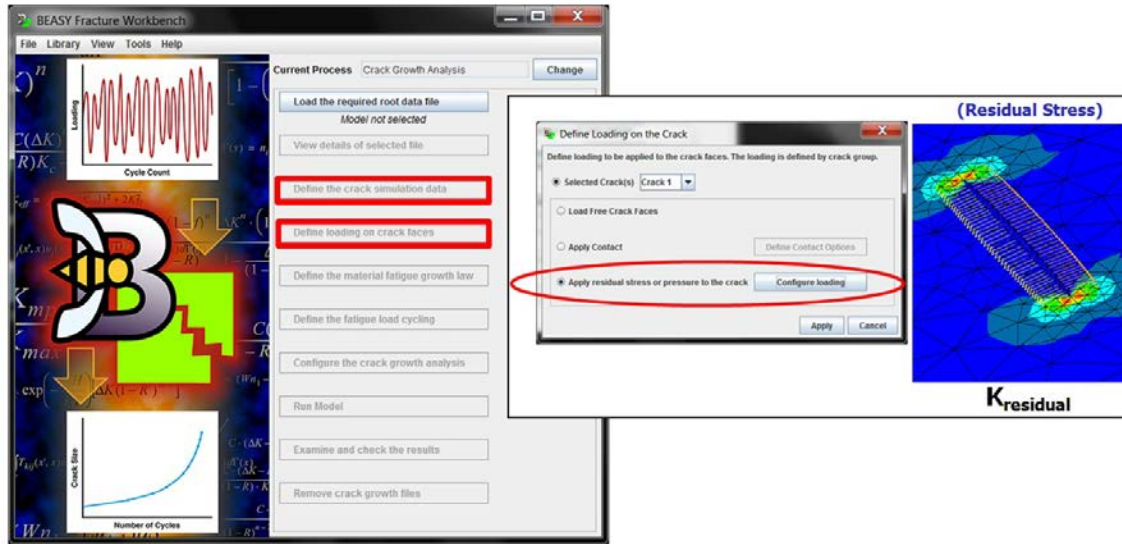 BEASY Fracture Workbench
File Library View Tools Help
Current Process Crack Growth Analysis Change
Load the required root data file
Model not selected
View details of selected file
Define the crack simulation data
Define loading on crack faces
Define the material fatigue growth law
Define the fatigue load cycling
Configure the crack growth analysis
Run Model
Examine and check the results
Remove crack growth files
Loading
Cycle Count
B
Crack Size
Number of Cycles
Define Loading on the Crack
Define loading to be applied to the crack faces. The loading is defined by crack group.
Selected Crack(s) Crack 1
Load Free Crack Faces
Apply Contact Define Contact Options
Apply residual stress or pressure to the crack Configure loading
Apply Cancel
(Residual Stress)
Kresidual